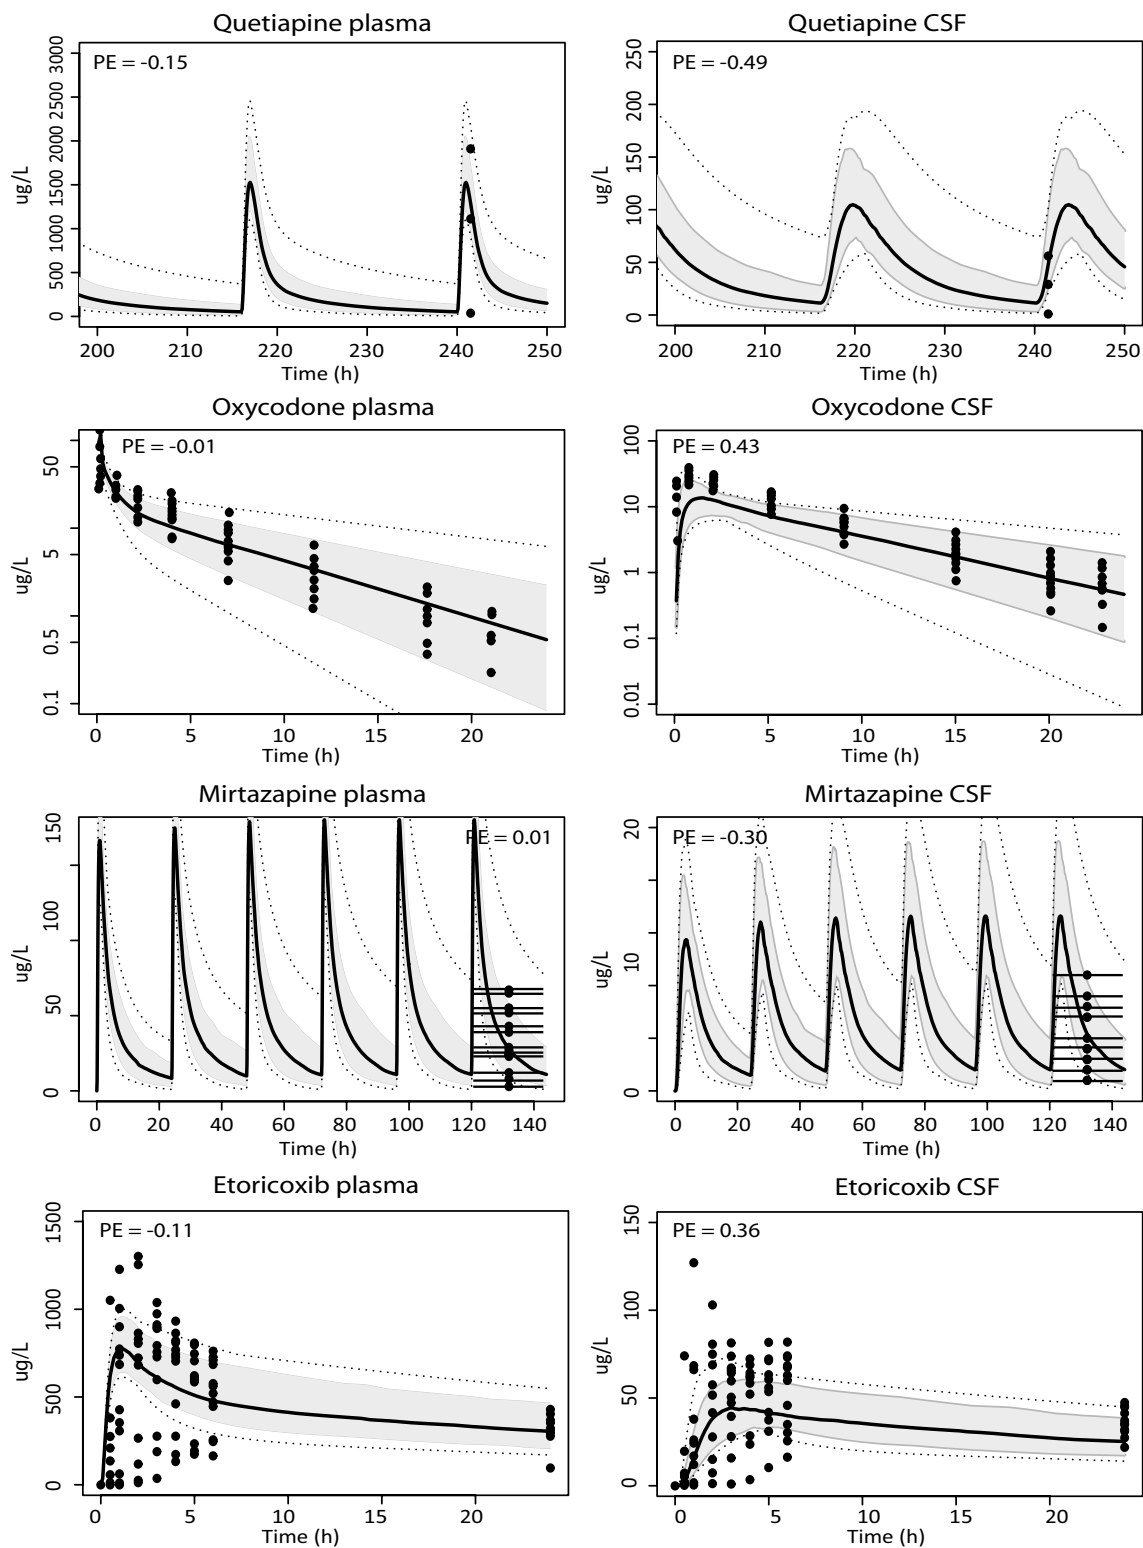 Quetiapine plasma
PE = -0.15
ug/L
0 500 1000 1500 2000 2500 3000
200 210 220 230 240 250
Time (h)
Quetiapine CSF
PE = -0.49
ug/L
0 50 100 150 200 250
200 210 220 230 240 250
Time (h)
Oxycodone plasma
PE = -0.01
ug/L
0.1 0.5 5 50
0 5 10 15 20
Time (h)
Oxycodone CSF
PE = 0.43
ug/L
0.01 0.1 1 10 100
0 5 10 15 20
Time (h)
Mirtazapine plasma
PE = 0.01
ug/L
0 50 100 150
0 20 40 60 80 100 120 140
Time (h)
Mirtazapine CSF
PE = -0.30
ug/L
0 10 20
0 20 40 60 80 100 120 140
Time (h)
Etoricoxib plasma
PE = -0.11
ug/L
0 500 1000 1500
0 5 10 15 20
Time (h)
Etoricoxib CSF
PE = 0.36
ug/L
0 50 100 150
0 5 10 15 20
Time (h)